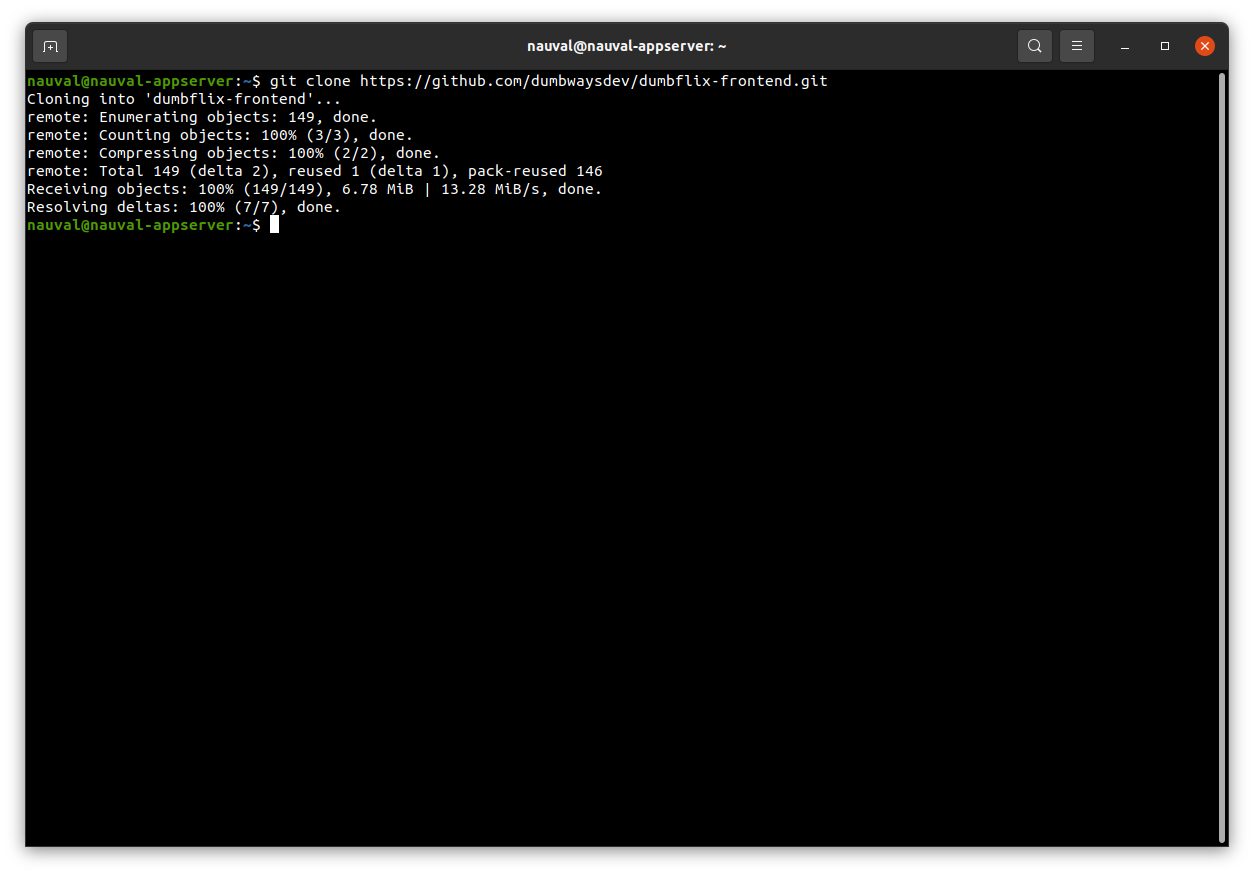 nauval@nauval-appserver: ~
nauval@nauval-appserver:~$ git clone https://github.com/dumbwaysdev/dumbflix-frontend.git
Cloning into 'dumbflix-frontend'...
remote: Enumerating objects: 149, done.
remote: Counting objects: 100% (3/3), done.
remote: Compressing objects: 100% (2/2), done.
remote: Total 149 (delta 2), reused 1 (delta 1), pack-reused 146
Receiving objects: 100% (149/149), 6.78 MiB | 13.28 MiB/s, done.
Resolving deltas: 100% (7/7), done.
nauval@nauval-appserver:~$